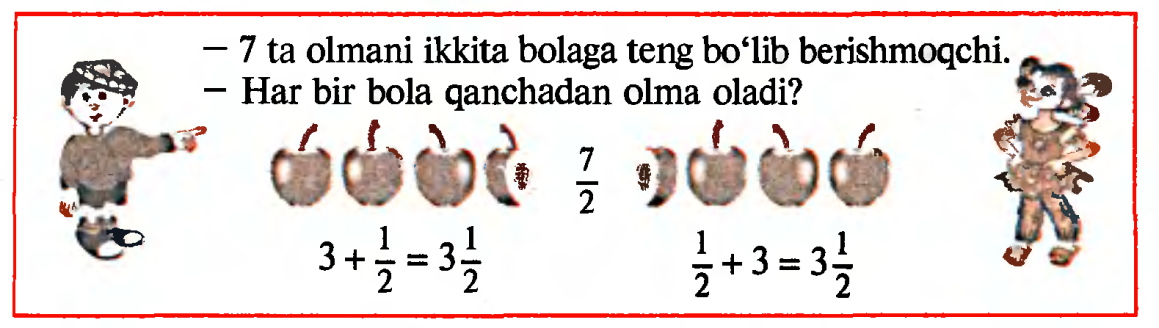 – 7 ta olmani ikkita bolaga teng bo‘lib berishmoqchi.
– Har bir bola qanchadan olma oladi?
7/2
3 + 1/2 = 3 1/2
1/2 + 3 = 3 1/2